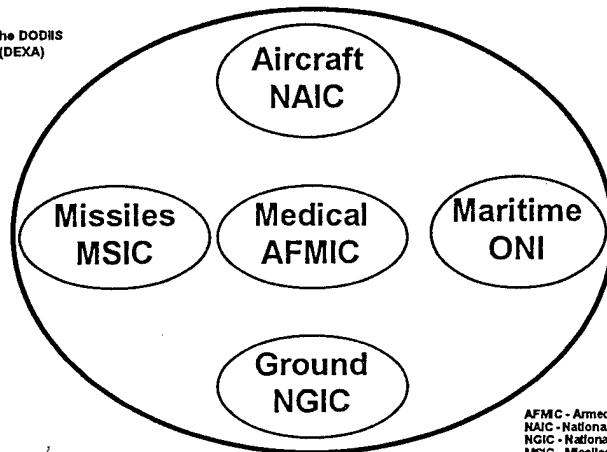 he DODIIS
(DEXA)
Aircraft
NAIC
Missiles
MSIC
Medical
AFMIC
Maritime
ONI
Ground
NGIC
AFMIC - Armed
NAIC - Nationa
NGIC - Nationa